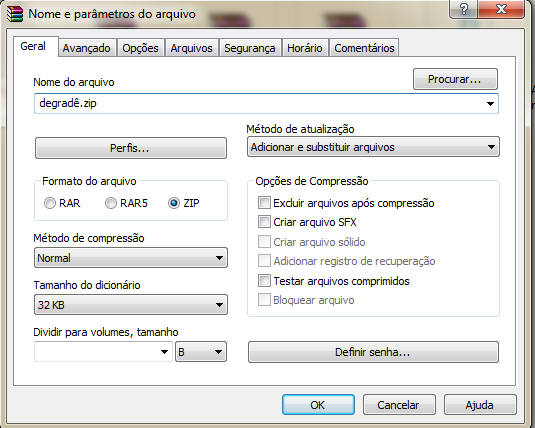 Nome e parâmetros do arquivo
?
Geral Avançado Opções Arquivos Segurança Horário Comentários
Nome do arquivo
Procurar...
degradê.zip
Perfis...
Método de atualização
Adicionar e substituir arquivos
Formato do arquivo
RAR RAR5 ZIP
Método de compressão
Normal
Tamanho do dicionário
32 KB
Dividir para volumes, tamanho
B
Opções de Compressão
Excluir arquivos após compressão
Criar arquivo SFX
Criar arquivo sólido
Adicionar registro de recuperação
Testar arquivos comprimidos
Bloquear arquivo
Definir senha...
OK Cancelar Ajuda